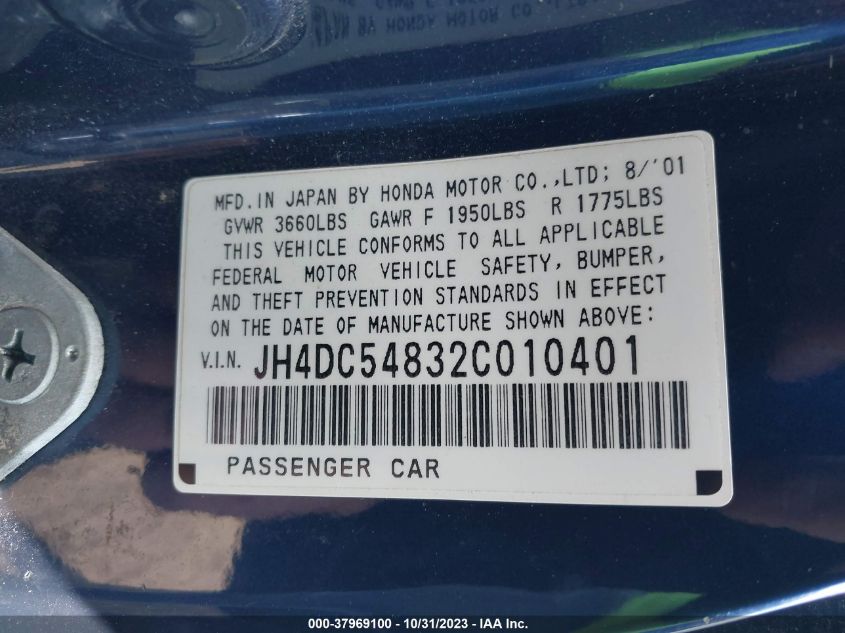 MFD. IN JAPAN BY HONDA MOTOR CO.,LTD; 8/'01
GVWR 3660LBS GAWR F 1950LBS R 1775LBS
THIS VEHICLE CONFORMS TO ALL APPLICABLE
FEDERAL MOTOR VEHICLE SAFETY, BUMPER,
AND THEFT PREVENTION STANDARDS IN EFFECT
ON THE DATE OF MANUFACTURE SHOWN ABOVE:
V.I.N. JH4DC54832C010401
PASSENGER CAR
000-37969100 - 10/31/2023 - IAA Inc.